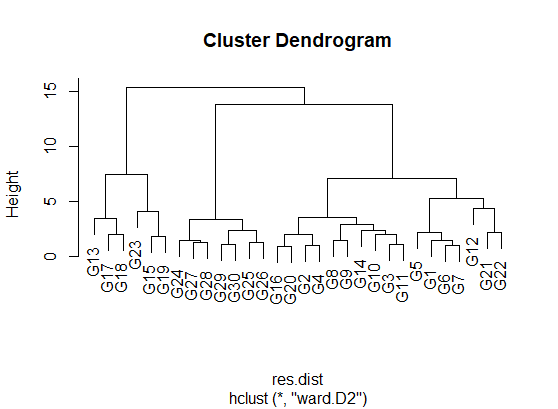 Cluster Dendrogram
Height
15
10
5
0
G13
G17
G18
G23
G15
G19
G24
G27
G28
G29
G30
G25
G26
G16
G20
G2
G4
G8
G9
G14
G10
G3
G11
G5
G1
G6
G7
G12
G21
G22
res.dist
hclust (*, "ward.D2")